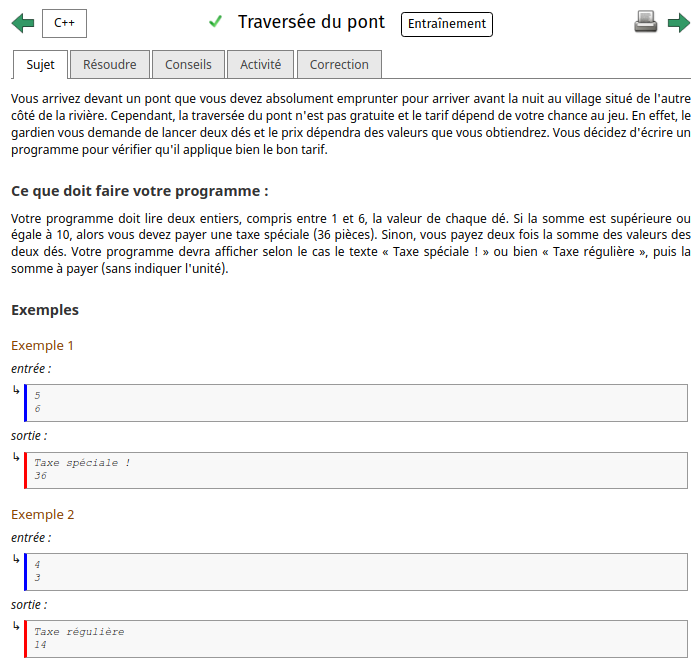 C++
Traversée du pont
Entraînement
Sujet
Résoudre
Conseils
Activité
Correction
Vous arrivez devant un pont que vous devez absolument emprunter pour arriver avant la nuit au village situé de l'autre
côté de la rivière. Cependant, la traversée du pont n'est pas gratuite et le tarif dépend de votre chance au jeu. En effet, le
gardien vous demande de lancer deux dés et le prix dépendra des valeurs que vous obtiendrez. Vous décidez d'écrire un
programme pour vérifier qu'il applique bien le bon tarif.
Ce que doit faire votre programme :
Votre programme doit lire deux entiers, compris entre 1 et 6, la valeur de chaque dé. Si la somme est supérieure ou
égale à 10, alors vous devez payer une taxe spéciale (36 pièces). Sinon, vous payez deux fois la somme des valeurs des
deux dés. Votre programme devra afficher selon le cas le texte « Taxe spéciale ! » ou bien « Taxe régulière », puis la
somme à payer (sans indiquer l'unité).
Exemples
Exemple 1
entrée :
5
6
sortie :
Taxe spéciale !
36
Exemple 2
entrée :
4
3
sortie :
Taxe régulière
14